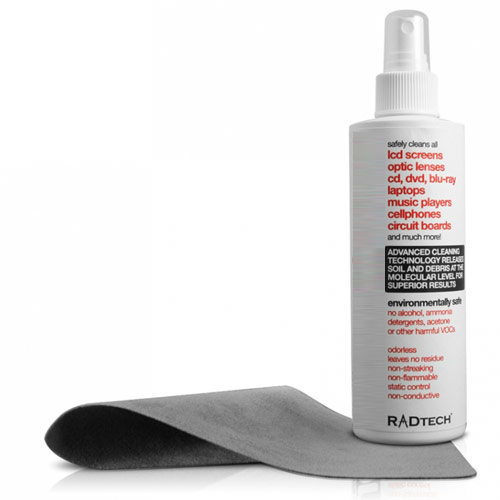 safely cleans all
lcd screens
optic lenses
cd, dvd, blu-ray
laptops
music players
cellphones
circuit boards
and much more!
ADVANCED CLEANING
TECHNOLOGY RELEASES
SOIL AND DEBRIS AT THE
MOLECULAR LEVEL FOR
SUPERIOR RESULTS
environmentally safe
no alcohol, ammonia
detergents, acetone
or other harmful VOCs
odorless
leaves no residue
non-streaking
non-flammable
static control
non-conductive
RADTECH